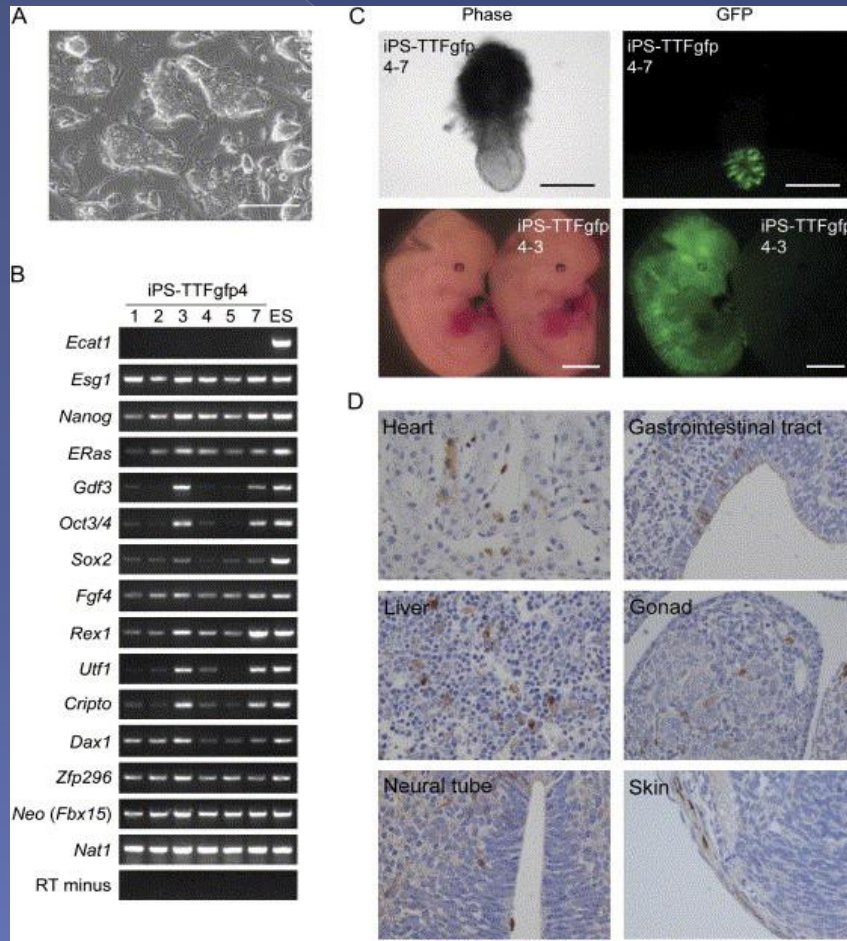 A
B
iPS-TTFgfp4
1 2 3 4 5 7 ES
Ecat1
Esg1
Nanog
ERas
Gdf3
Oct3/4
Sox2
Fgf4
Rex1
Utf1
Cripto
Dax1
Zfp296
Neo (Fbx15)
Nat1
RT minus
C
Phase
GFP
iPS-TTFgfp
4-7
iPS-TTFgfp
4-7
iPS-TTFgfp
4-3
iPS-TTFgfp
4-3
D
Heart
Gastrointestinal tract
Liver
Gonad
Neural tube
Skin